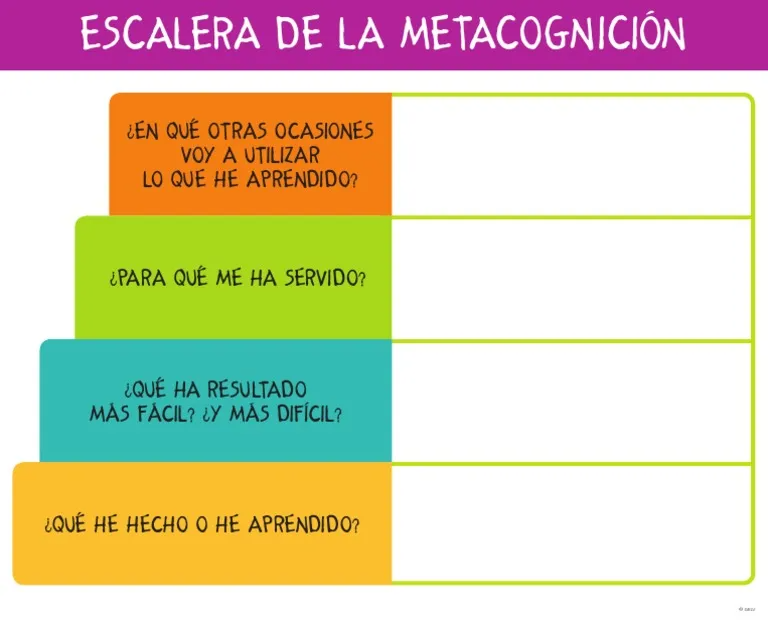 ESCALERA DE LA METACOGNICIÓN
¿EN QUÉ OTRAS OCASIONES
VOY A UTILIZAR
LO QUE HE APRENDIDO?
¿PARA QUÉ ME HA SERVIDO?
¿QUÉ HA RESULTADO
MÁS FÁCIL? ¿Y MÁS DIFÍCIL?
¿QUÉ HE HECHO O HE APRENDIDO?